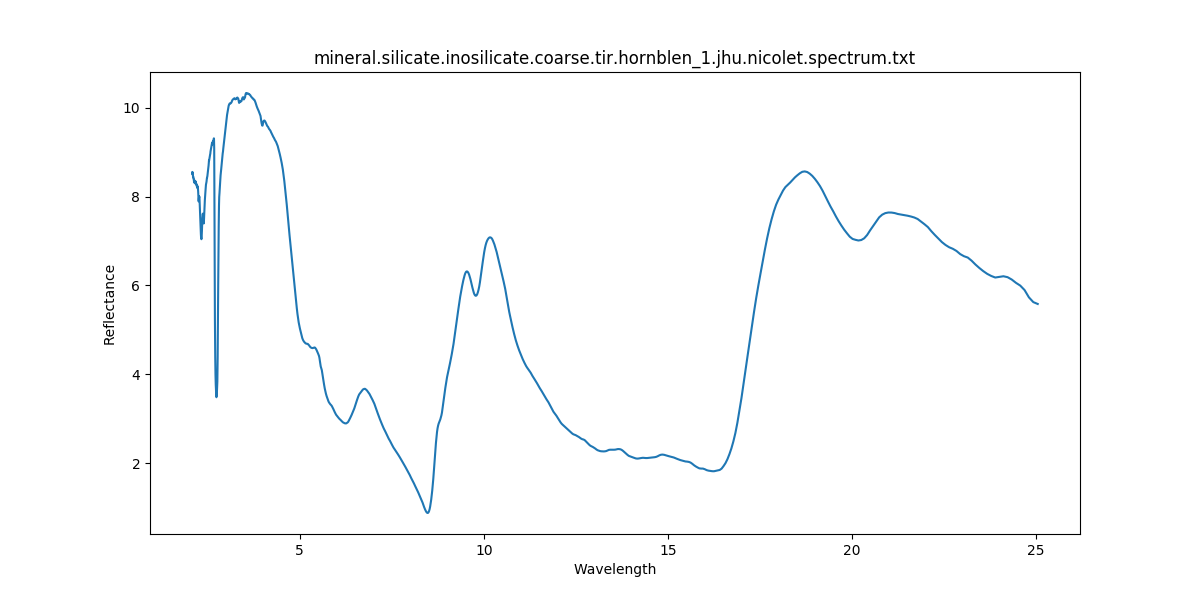 mineral.silicate.inosilicate.coarse.tir.hornblen_1.jhu.nicolet.spectrum.txt
10
8
6
4
2
Reflectance
5 10 15 20 25
Wavelength